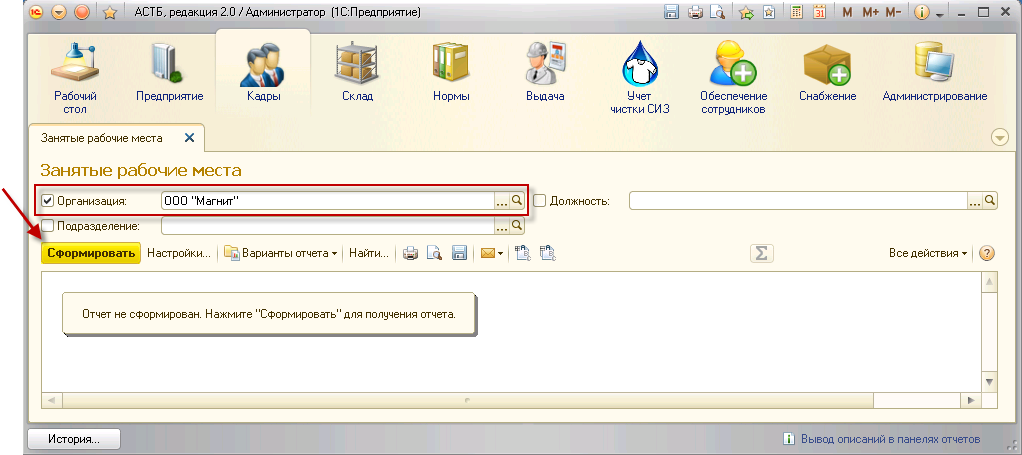 АСТБ, редакция 2.0 / Администратор (1С:Предприятие)
M M+ M-
Рабочий стол
Предприятие
Кадры
Склад
Нормы
Выдача
Учет чистки СИЗ
Обеспечение сотрудников
Снабжение
Администрирование
Занятые рабочие места
Занятые рабочие места
Организация: ООО "Магнит" ... Должность: ...
Подразделение: ...
Сформировать Настройки... Варианты отчета Найти... Σ Все действия ?
Отчет не сформирован. Нажмите "Сформировать" для получения отчета.
История... Вывод описаний в панелях отчетов